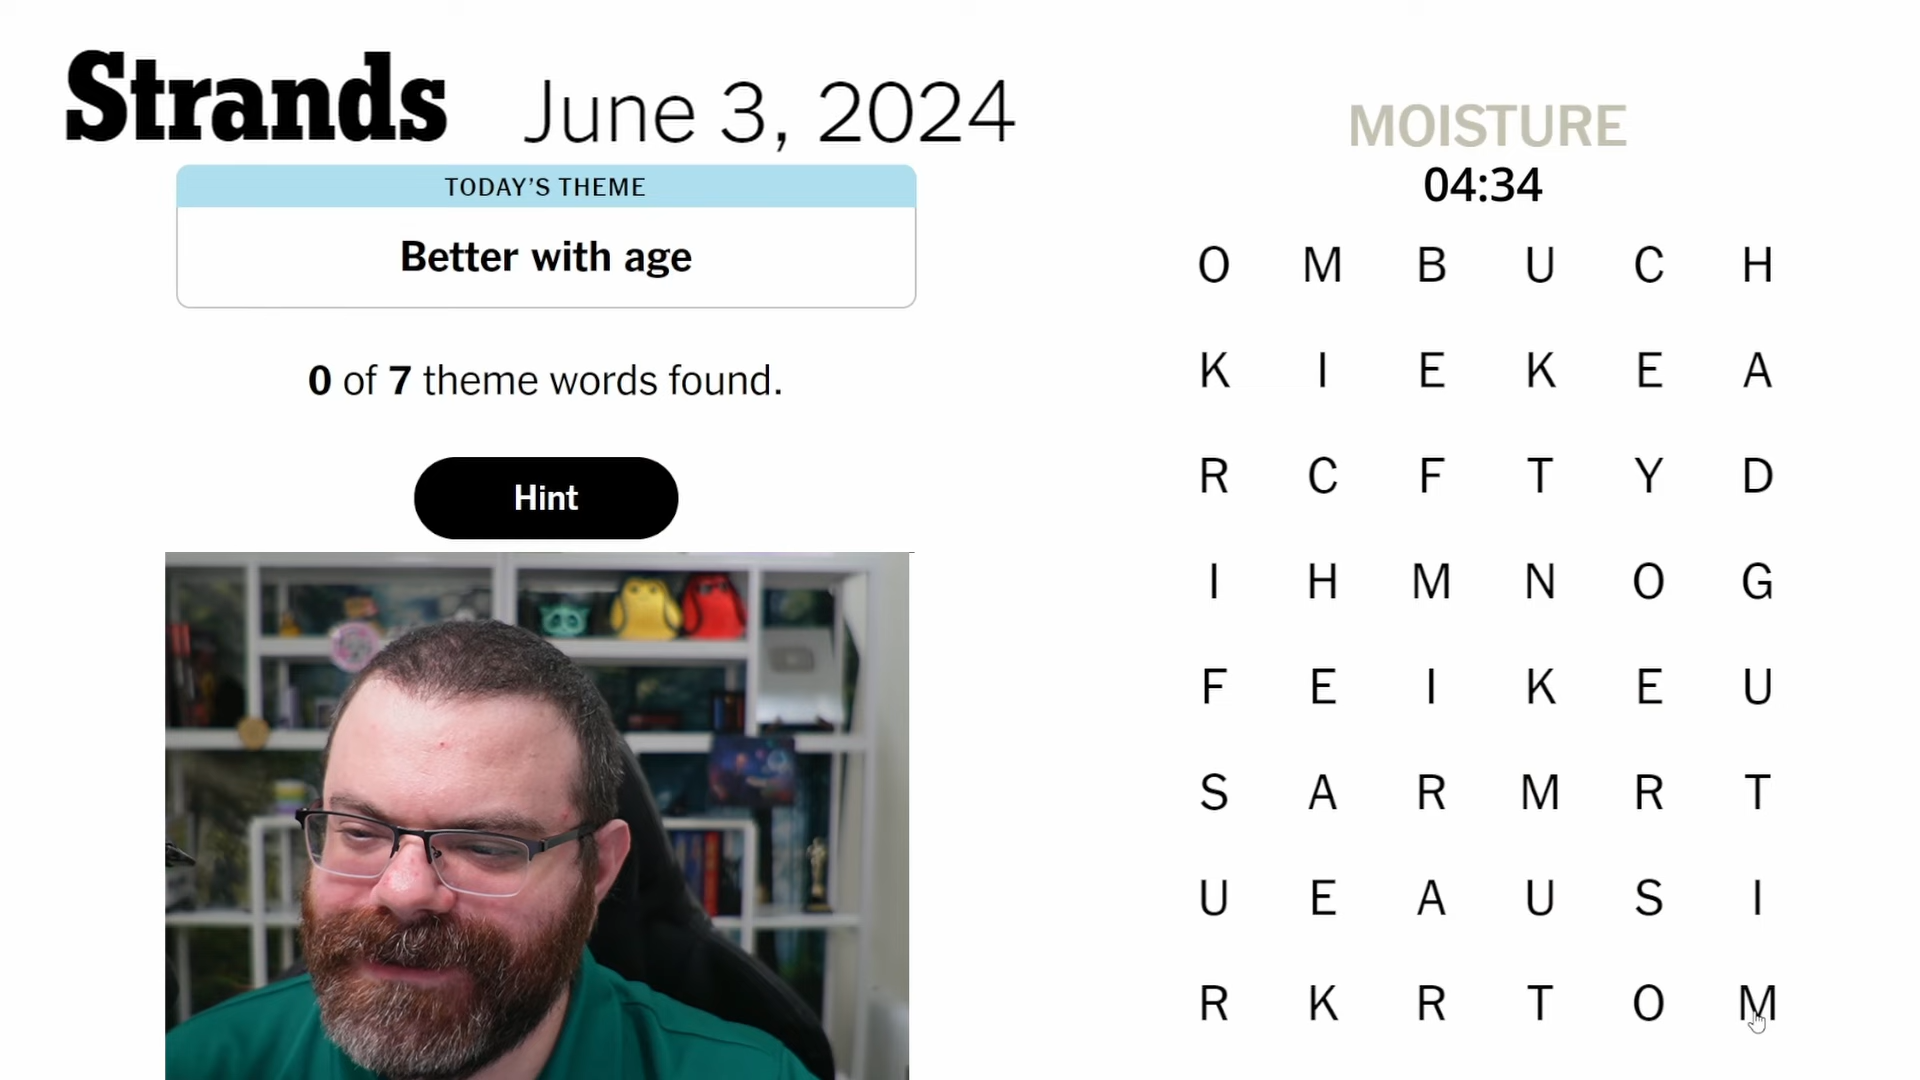 Strands June 3, 2024
TODAY'S THEME
Better with age
0 of 7 theme words found.
Hint
MOISTURE
04:34
O M B U C H
K I E K E A
R C F T Y D
I H M N O G
F E I K E U
S A R M R T
U E A U S I
R K R T O M